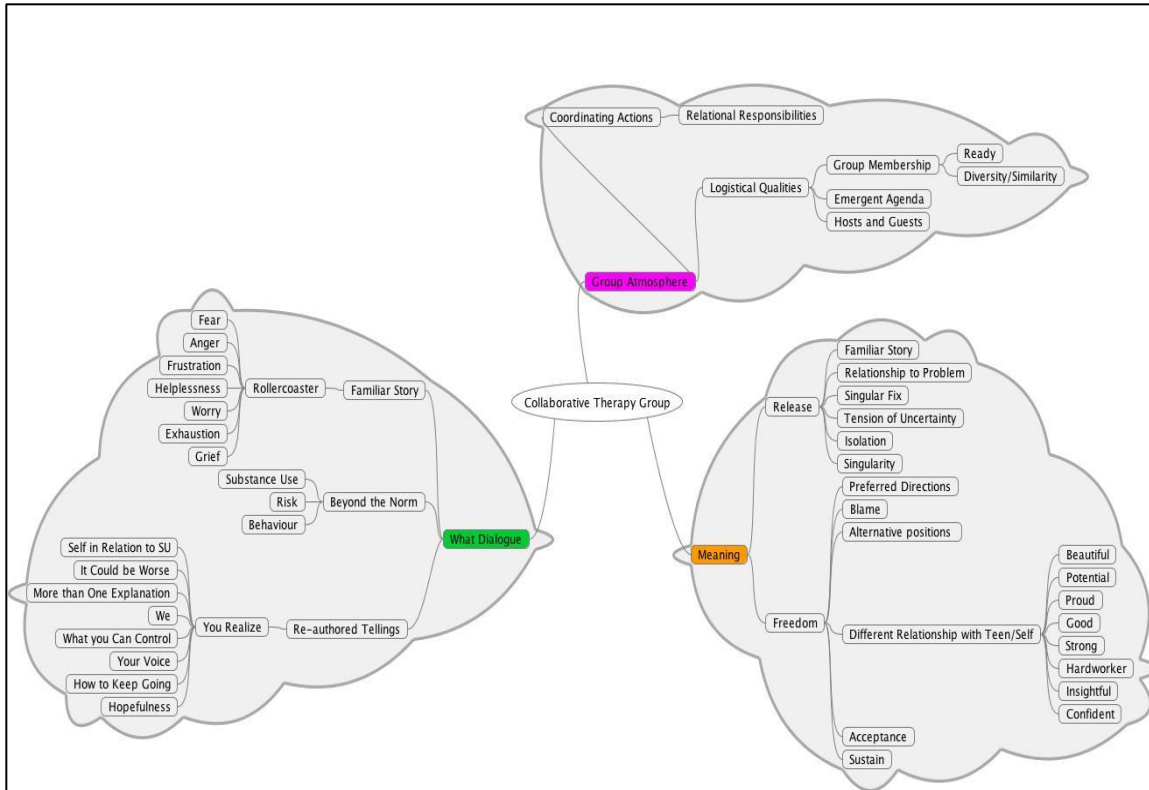 Coordinating Actions
Relational Responsibilities
Logistical Qualities
Group Membership
Ready
Diversity/Similarity
Emergent Agenda
Hosts and Guests
Group Atmosphere
Collaborative Therapy Group
What Dialogue
Familiar Story
Rollercoaster
Fear
Anger
Frustration
Helplessness
Worry
Exhaustion
Grief
Beyond the Norm
Substance Use
Risk
Behaviour
Re-authored Tellings
You Realize
Self in Relation to SU
It Could be Worse
More than One Explanation
We
What you Can Control
Your Voice
How to Keep Going
Hopefulness
Meaning
Release
Familiar Story
Relationship to Problem
Singular Fix
Tension of Uncertainty
Isolation
Singularity
Freedom
Preferred Directions
Blame
Alternative positions
Different Relationship with Teen/Self
Beautiful
Potential
Proud
Good
Strong
Hardworker
Insightful
Confident
Acceptance
Sustain